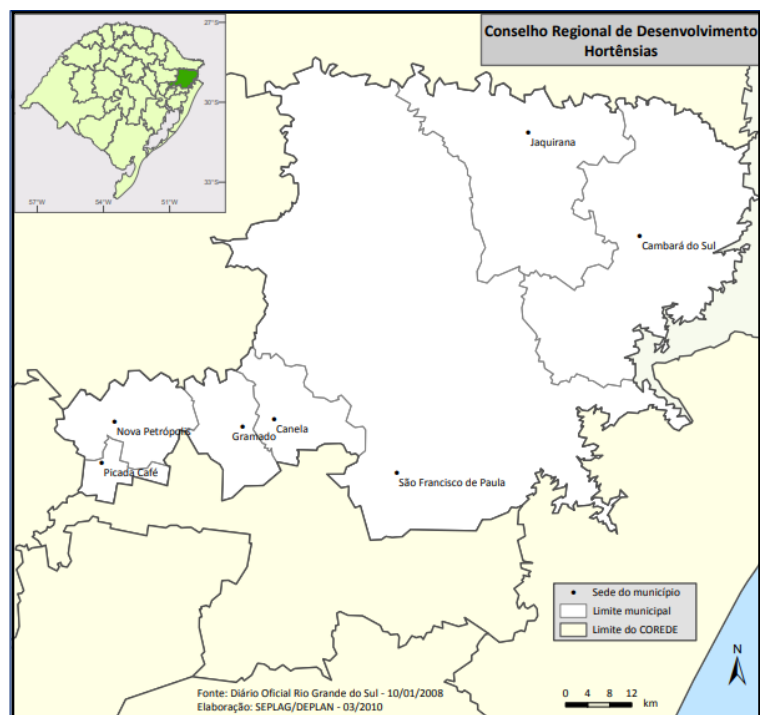 Conselho Regional de Desenvolvimento
Hortênsias
27°S
30°S
33°S
57°W
54°W
51°W
Jaquirana
Cambará do Sul
Nova Petrópolis
Gramado
Canela
Picada Café
São Francisco de Paula
Sede do município
Limite municipal
Limite do COREDE
N
Fonte: Diário Oficial Rio Grande do Sul - 10/01/2008
Elaboração: SEPLAG/DEPLAN - 03/2010
0 4 8 12
km